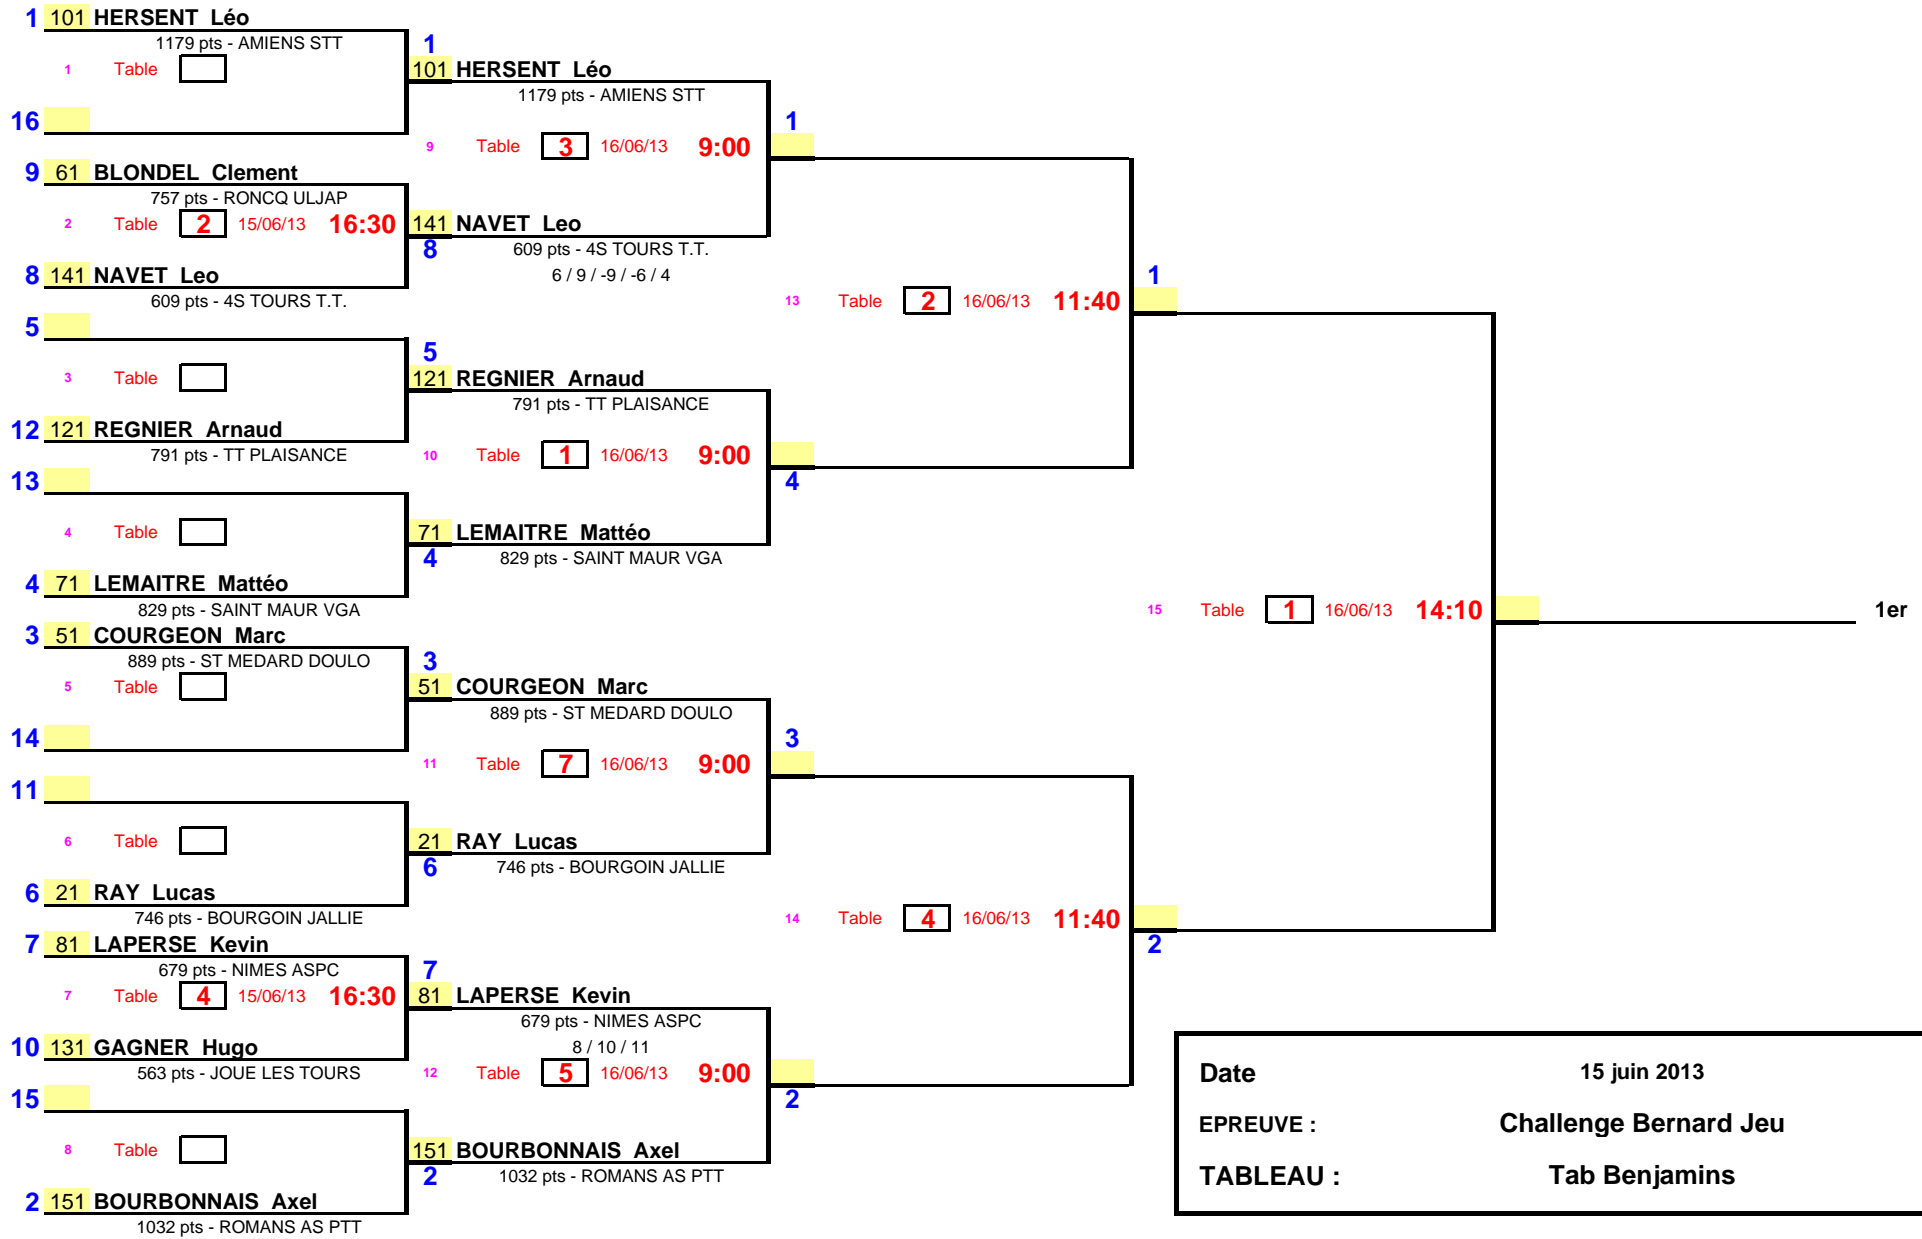 1 101 HERSENT Léo
1179 pts - AMIENS STT
1 Table
16
9 61 BLONDEL Clement
757 pts - RONCQ ULJAP
2 Table 2 15/06/13 16:30
8 141 NAVET Leo
609 pts - 4S TOURS T.T.
5
3 Table
12 121 REGNIER Arnaud
791 pts - TT PLAISANCE
13
4 Table
4 71 LEMAITRE Mattéo
829 pts - SAINT MAUR VGA
3 51 COURGEON Marc
889 pts - ST MEDARD DOULO
5 Table
14
11
6 Table
6 21 RAY Lucas
746 pts - BOURGOIN JALLIE
7 81 LAPERSE Kevin
679 pts - NIMES ASPC
7 Table 4 15/06/13 16:30
10 131 GAGNER Hugo
563 pts - JOUE LES TOURS
15
8 Table
2 151 BOURBONNAIS Axel
1032 pts - ROMANS AS PTT
1
101 HERSENT Léo
1179 pts - AMIENS STT
9 Table 3 16/06/13 9:00
141 NAVET Leo
8
609 pts - 4S TOURS T.T.
6 / 9 / -9 / -6 / 4
5
121 REGNIER Arnaud
791 pts - TT PLAISANCE
10 Table 1 16/06/13 9:00
71 LEMAITRE Mattéo
4
829 pts - SAINT MAUR VGA
3
51 COURGEON Marc
889 pts - ST MEDARD DOULO
11 Table 7 16/06/13 9:00
21 RAY Lucas
6
746 pts - BOURGOIN JALLIE
7
81 LAPERSE Kevin
679 pts - NIMES ASPC
8 / 10 / 11
12 Table 5 16/06/13 9:00
151 BOURBONNAIS Axel
2
1032 pts - ROMANS AS PTT
1
13 Table 2 16/06/13 11:40
4
3
14 Table 4 16/06/13 11:40
2
1
15 Table 1 16/06/13 14:10
2
1er
Date 15 juin 2013
EPREUVE : Challenge Bernard Jeu
TABLEAU : Tab Benjamins